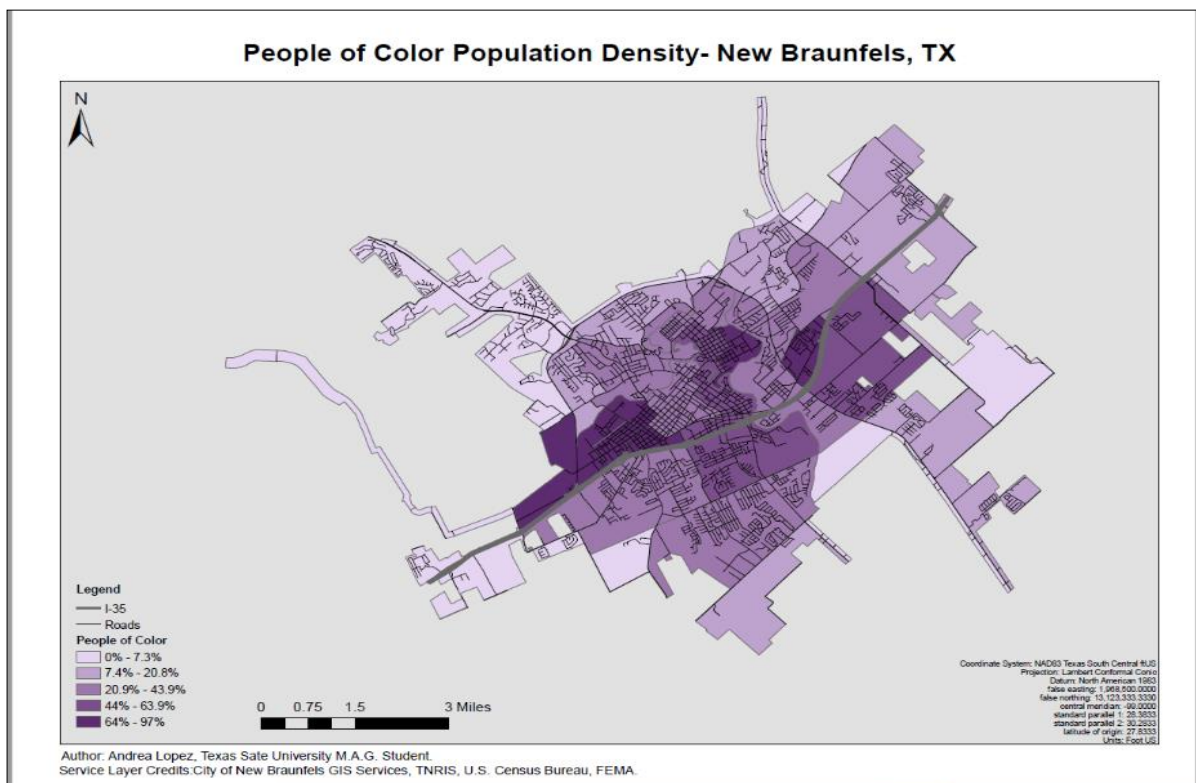 People of Color Population Density- New Braunfels, TX
N
Legend
I-35
Roads
People of Color
0% - 7.3%
7.4% - 20.8%
20.9% - 43.9%
44% - 63.9%
64% - 97%
0 0.75 1.5 3 Miles
Coordinate System: NAD83 Texas South Central ftUS
Projection: Lambert Conformal Conic
Datum: North American 1983
false easting: 1,968,500.0000
false northing: 13,123,333.3330
central meridian: -99.0000
standard parallel 1: 28.3833
standard parallel 2: 30.2833
latitude of origin: 27.8333
Units: Foot US
Author: Andrea Lopez, Texas Sate University M.A.G. Student.
Service Layer Credits:City of New Braunfels GIS Services, TNRIS, U.S. Census Bureau, FEMA.